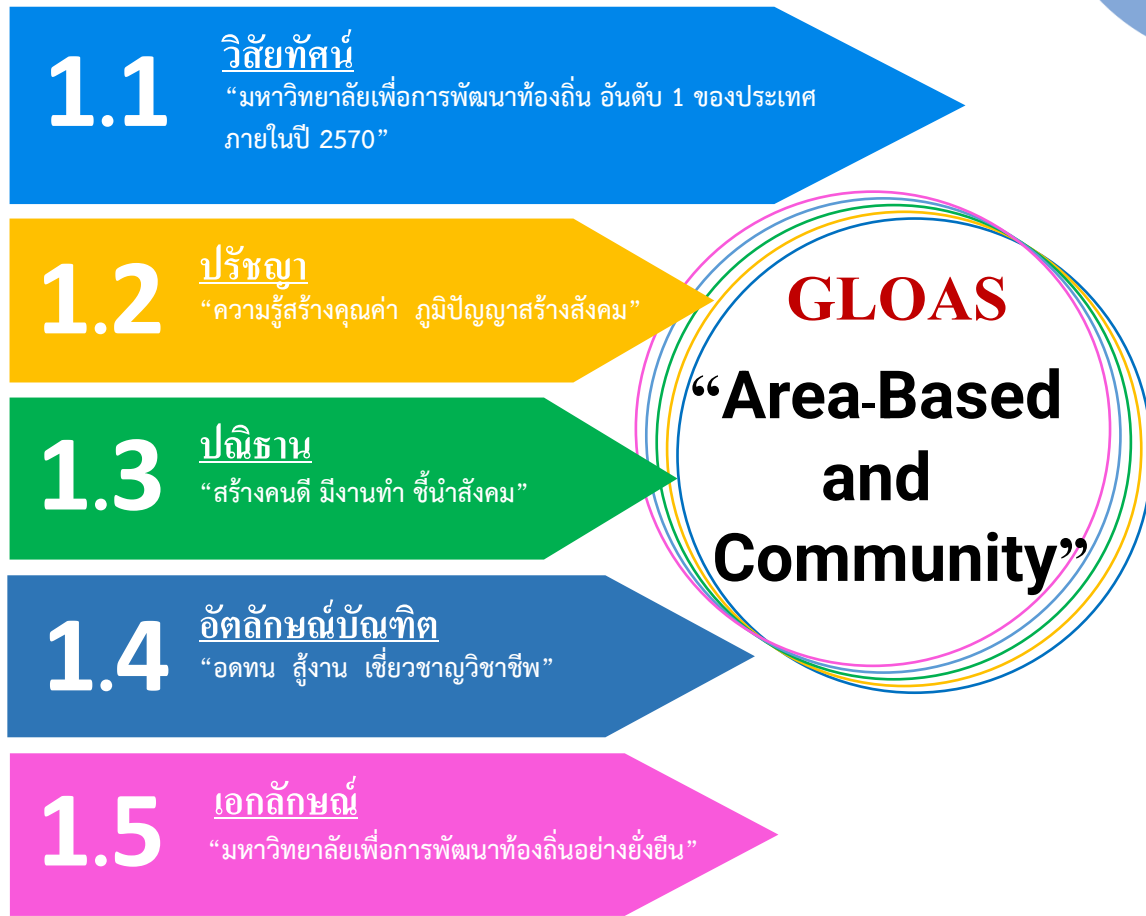 1.1
วิสัยทัศน์
“มหาวิทยาลัยเพื่อการพัฒนาท้องถิ่น อันดับ 1 ของประเทศ
ภายในปี 2570”
1.2
ปรัชญา
“ความรู้สร้างคุณค่า ภูมิปัญญาสร้างสังคม”
1.3
ปณิธาน
“สร้างคนดี มีงานทำ ชี้นำสังคม”
1.4
อัตลักษณ์บัณฑิต
“อดทน สู้งาน เชี่ยวชาญวิชาชีพ”
1.5
เอกลักษณ์
“มหาวิทยาลัยเพื่อการพัฒนาท้องถิ่นอย่างยั่งยืน”
GLOAS
“Area-Based
and
Community”